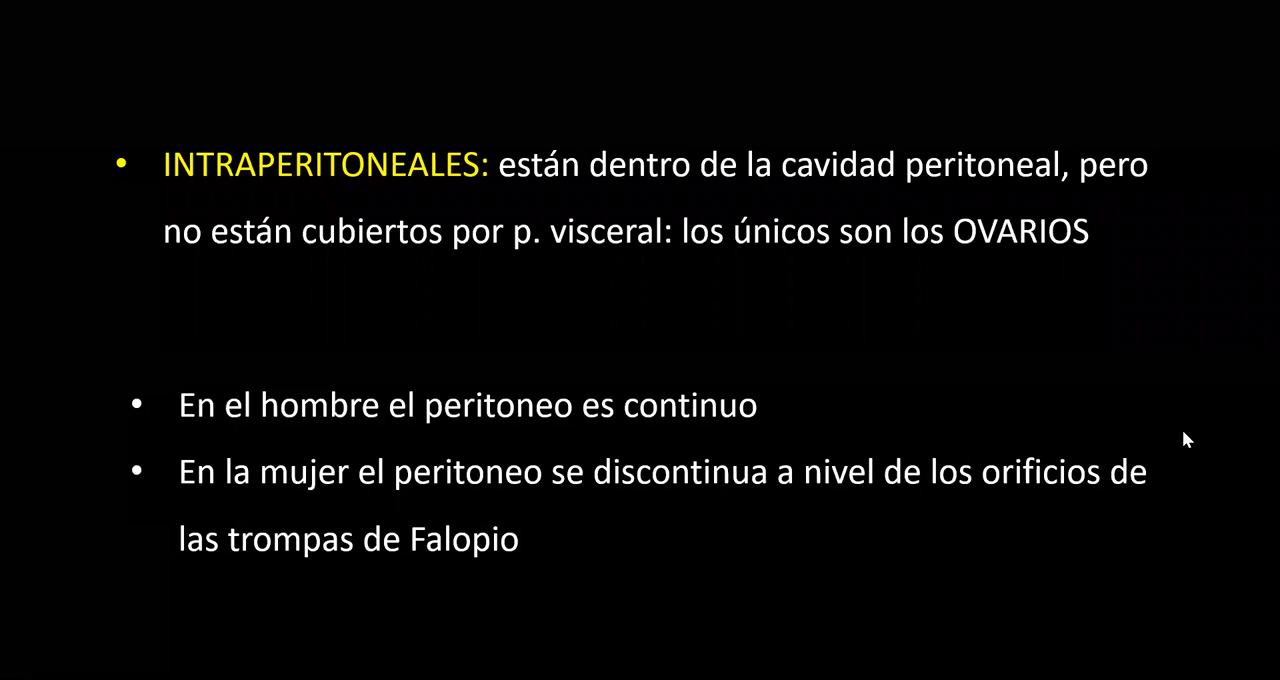 • INTRAPERITONEALES: están dentro de la cavidad peritoneal, pero
no están cubiertos por p. visceral: los únicos son los OVARIOS
• En el hombre el peritoneo es continuo
• En la mujer el peritoneo se discontinua a nivel de los orificios de
las trompas de Falopio